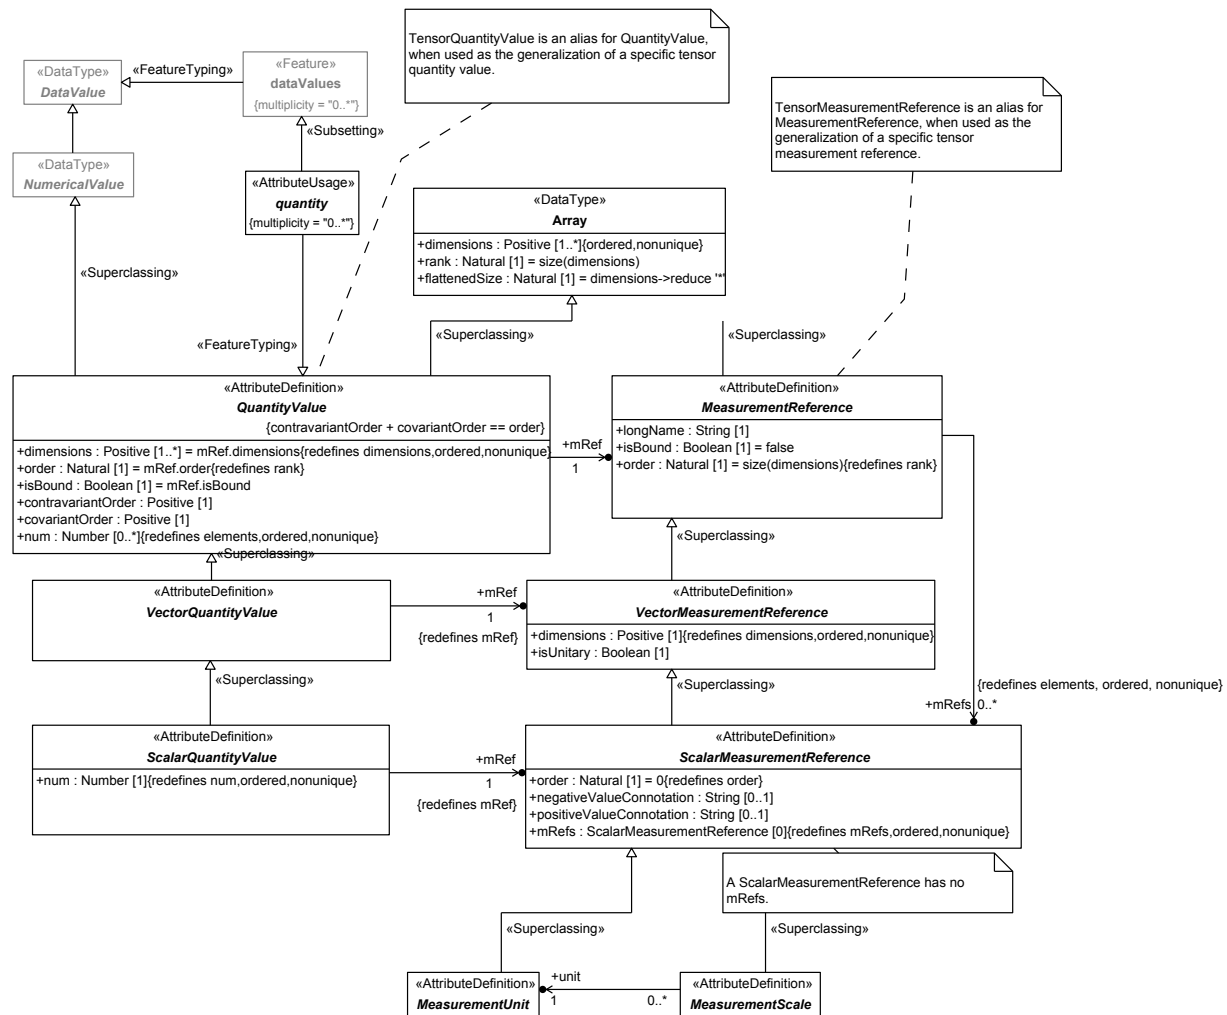 TensorQuantityValue is an alias for QuantityValue,
when used as the generalization of a specific tensor
quantity value.
«DataType»
DataValue
«FeatureTyping»
«Feature»
dataValues
{multiplicity = "0..*"}
TensorMeasurementReference is an alias for
MeasurementReference, when used as the
generalization of a specific tensor
measurement reference.
«Subsetting»
«DataType»
NumericalValue
«AttributeUsage»
quantity
{multiplicity = "0..*"}
«DataType»
Array
+dimensions : Positive [1..*]{ordered,nonunique}
+rank : Natural [1] = size(dimensions)
+flattenedSize : Natural [1] = dimensions->reduce '*'
«Superclassing»
«FeatureTyping»
«Superclassing»
«Superclassing»
«AttributeDefinition»
QuantityValue
{contravariantOrder + covariantOrder == order}
+dimensions : Positive [1..*] = mRef.dimensions{redefines dimensions,ordered,nonunique}
+order : Natural [1] = mRef.order{redefines rank}
+isBound : Boolean [1] = mRef.isBound
+contravariantOrder : Positive [1]
+covariantOrder : Positive [1]
+num : Number [0..*]{redefines elements,ordered,nonunique}
+mRef
1
«AttributeDefinition»
MeasurementReference
+longName : String [1]
+isBound : Boolean [1] = false
+order : Natural [1] = size(dimensions){redefines rank}
«Superclassing»
«Superclassing»
«AttributeDefinition»
VectorQuantityValue
+mRef
1
{redefines mRef}
«AttributeDefinition»
VectorMeasurementReference
+dimensions : Positive [1]{redefines dimensions,ordered,nonunique}
+isUnitary : Boolean [1]
«Superclassing»
«Superclassing»
{redefines elements, ordered, nonunique}
+mRefs
0..*
«AttributeDefinition»
ScalarQuantityValue
+num : Number [1]{redefines num,ordered,nonunique}
+mRef
1
{redefines mRef}
«AttributeDefinition»
ScalarMeasurementReference
+order : Natural [1] = 0{redefines order}
+negativeValueConnotation : String [0..1]
+positiveValueConnotation : String [0..1]
+mRefs : ScalarMeasurementReference [0]{redefines mRefs,ordered,nonunique}
A ScalarMeasurementReference has no
mRefs.
«Superclassing»
«Superclassing»
«AttributeDefinition»
MeasurementUnit
+unit
1
0..*
«AttributeDefinition»
MeasurementScale